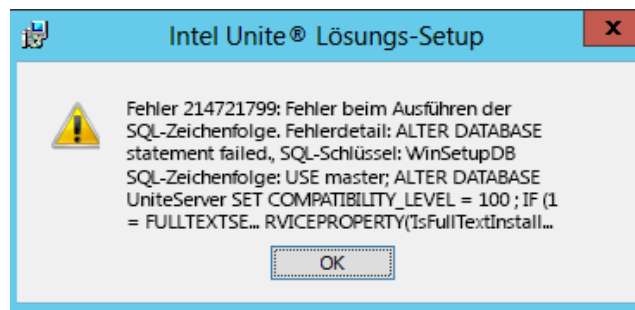 Intel Unite® Lösungs-Setup
x
Fehler 214721799: Fehler beim Ausführen der
SQL-Zeichenfolge. Fehlerdetail: ALTER DATABASE
statement failed., SQL-Schlüssel: WinSetupDB
SQL-Zeichenfolge: USE master; ALTER DATABASE
UniteServer SET COMPATIBILITY_LEVEL = 100 ; IF (1
= FULLTEXTSE... RVICEPROPERTY('IsFullTextInstall...
OK